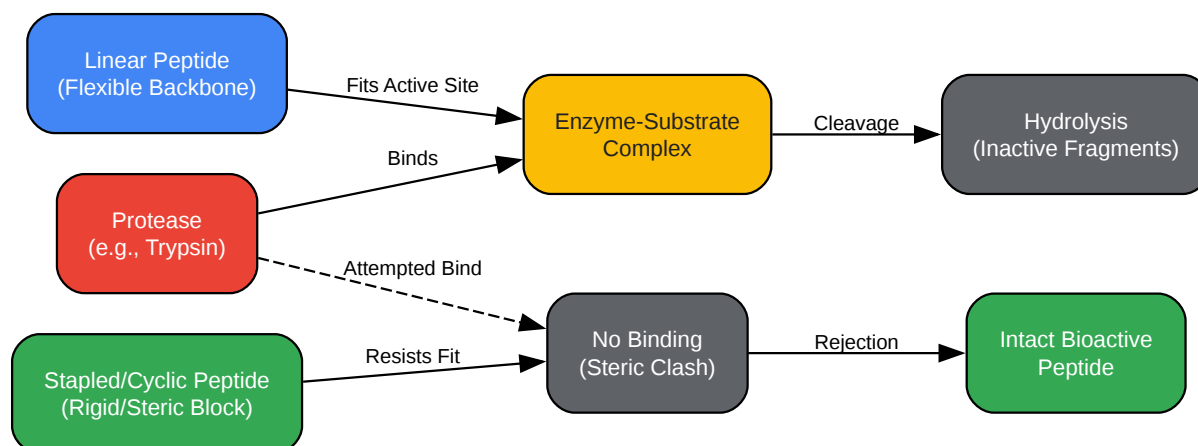 Linear Peptide
(Flexible Backbone)
Fits Active Site
Enzyme-Substrate
Complex
Cleavage
Hydrolysis
(Inactive Fragments)
Binds
Protease
(e.g., Trypsin)
Attempted Bind
No Binding
(Steric Clash)
Rejection
Intact Bioactive
Peptide
Resists Fit
Stapled/Cyclic Peptide
(Rigid/Steric Block)